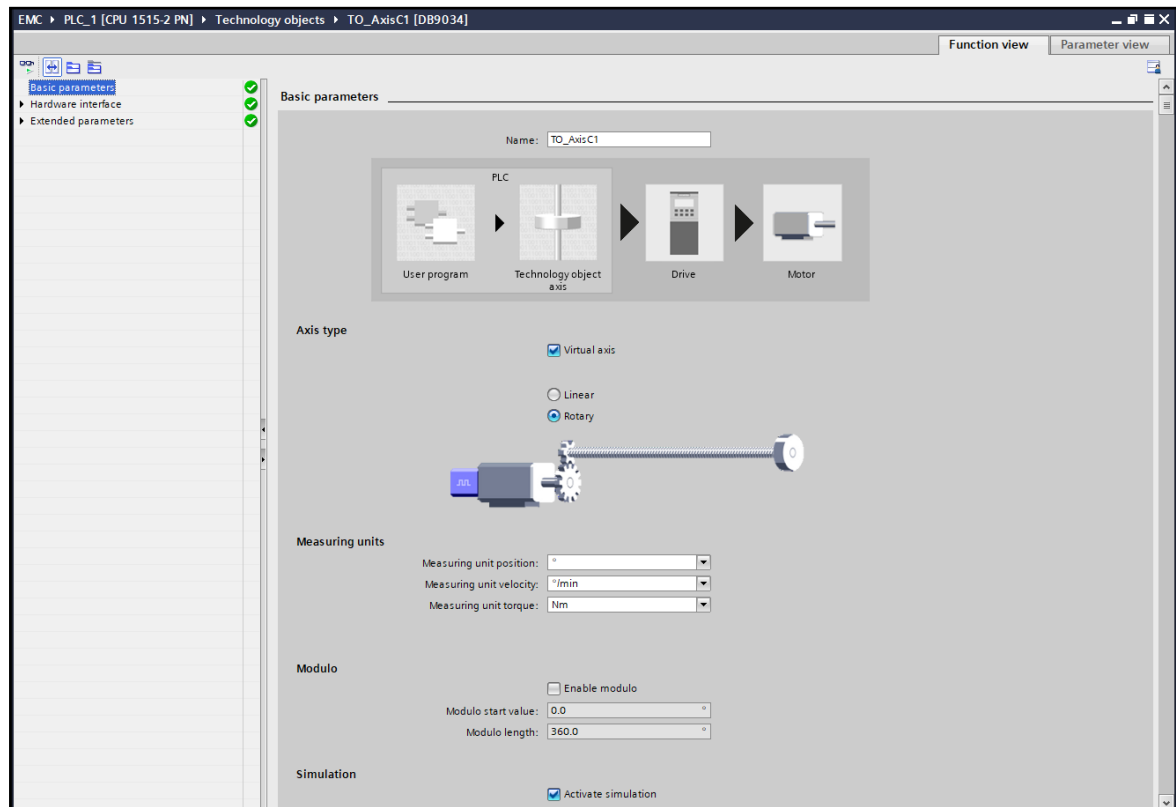 EMC PLC_1 [CPU 1515-2 PN] Technology objects TO_AxisC1 [DB9034]
Function view Parameter view
Basic parameters
Hardware interface
Extended parameters
Basic parameters
Name: TO_AxisC1
PLC
User program Technology object axis Drive Motor
Axis type
Virtual axis
Linear
Rotary
Measuring units
Measuring unit position: °
Measuring unit velocity: °/min
Measuring unit torque: Nm
Modulo
Enable modulo
Modulo start value: 0.0 °
Modulo length: 360.0 °
Simulation
Activate simulation